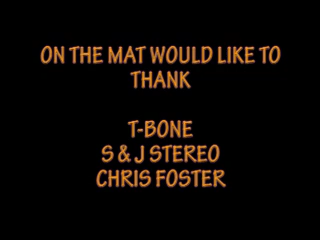 ON THE MAT WOULD LIKE TO
THANK
T-BONE
S & J STEREO
CHRIS FOSTER